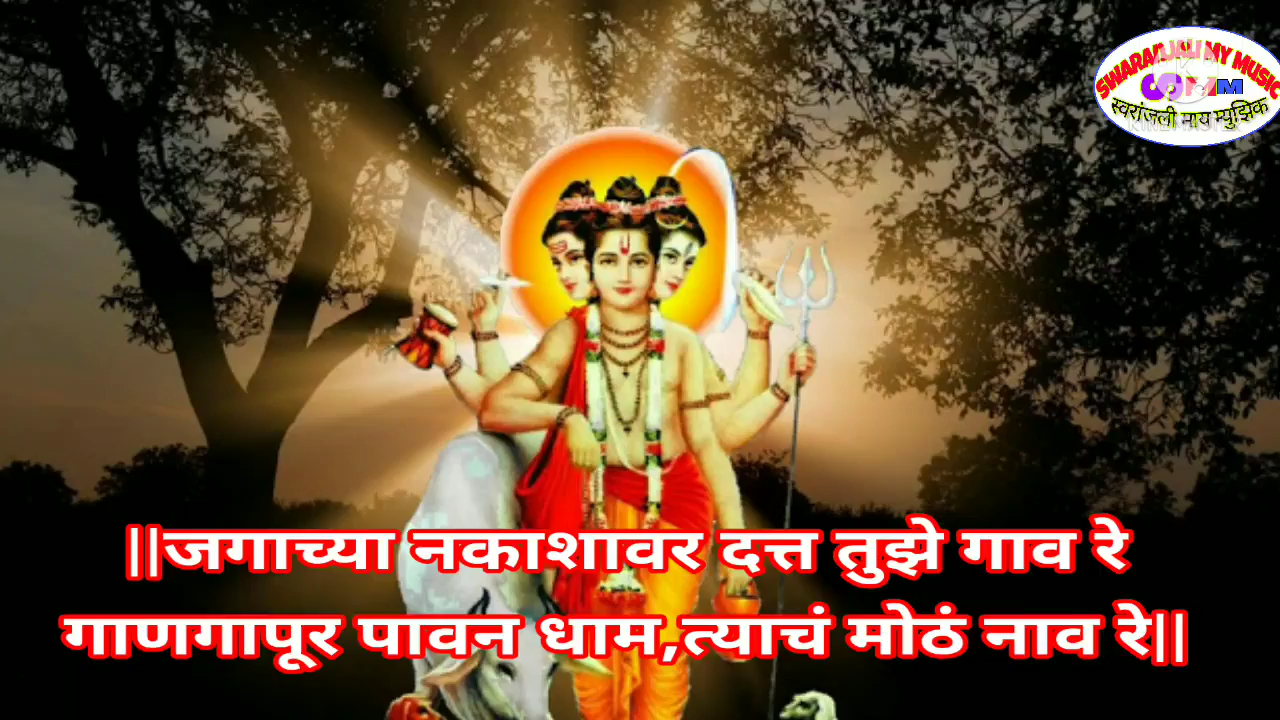 SWARANJALI MY MUSIC
स्वरांजली माय म्युझिक
||जगाच्या नकाशावर दत्त तुझे गाव रे
गाणगापूर पावन धाम,त्याचं मोठं नाव रे||